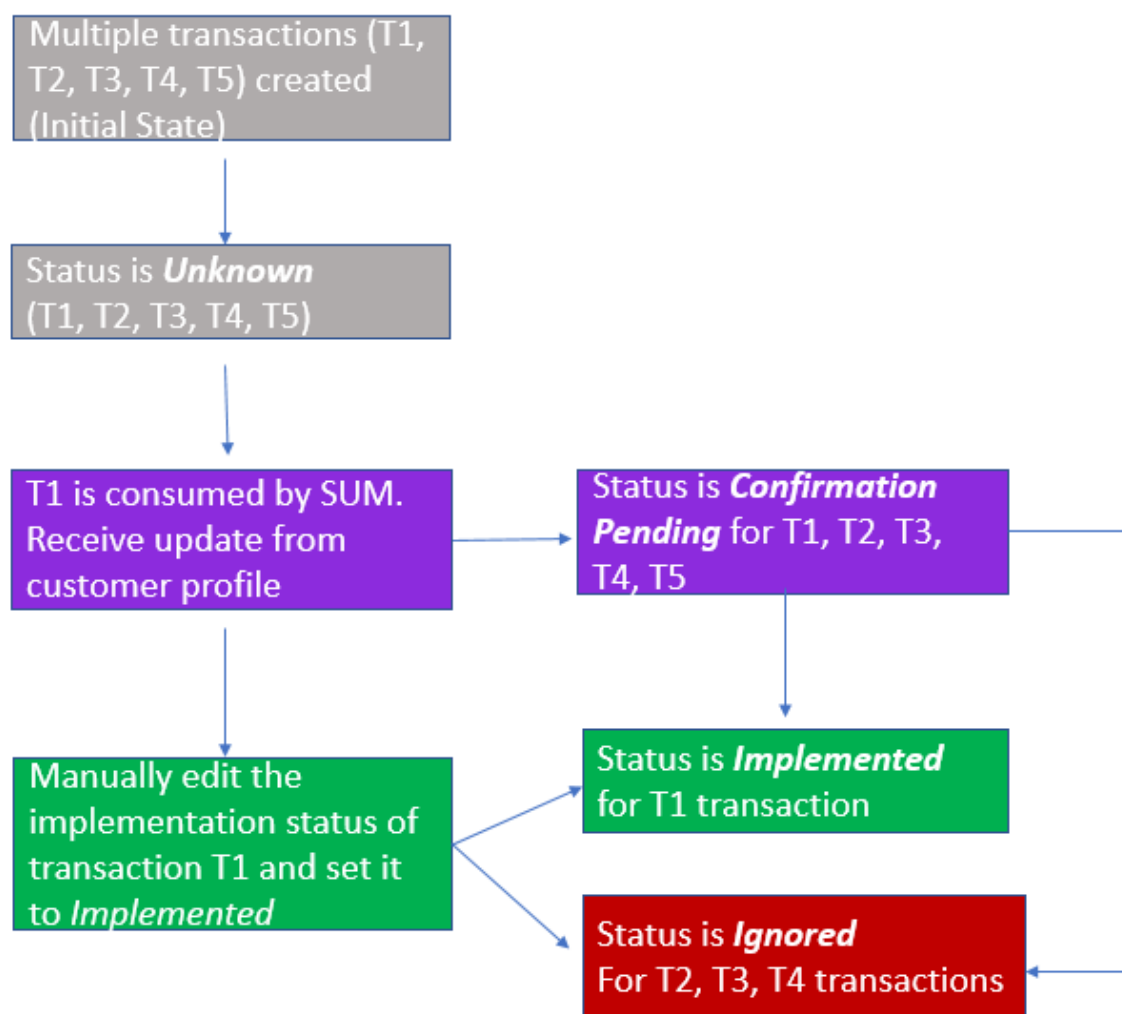 Multiple transactions (T1,
T2, T3, T4, T5) created
(Initial State)
Status is Unknown
(T1, T2, T3, T4, T5)
T1 is consumed by SUM.
Receive update from
customer profile
Status is Confirmation
Pending for T1, T2, T3,
T4, T5
Manually edit the
implementation status of
transaction T1 and set it
to Implemented
Status is Implemented
for T1 transaction
Status is Ignored
For T2, T3, T4 transactions